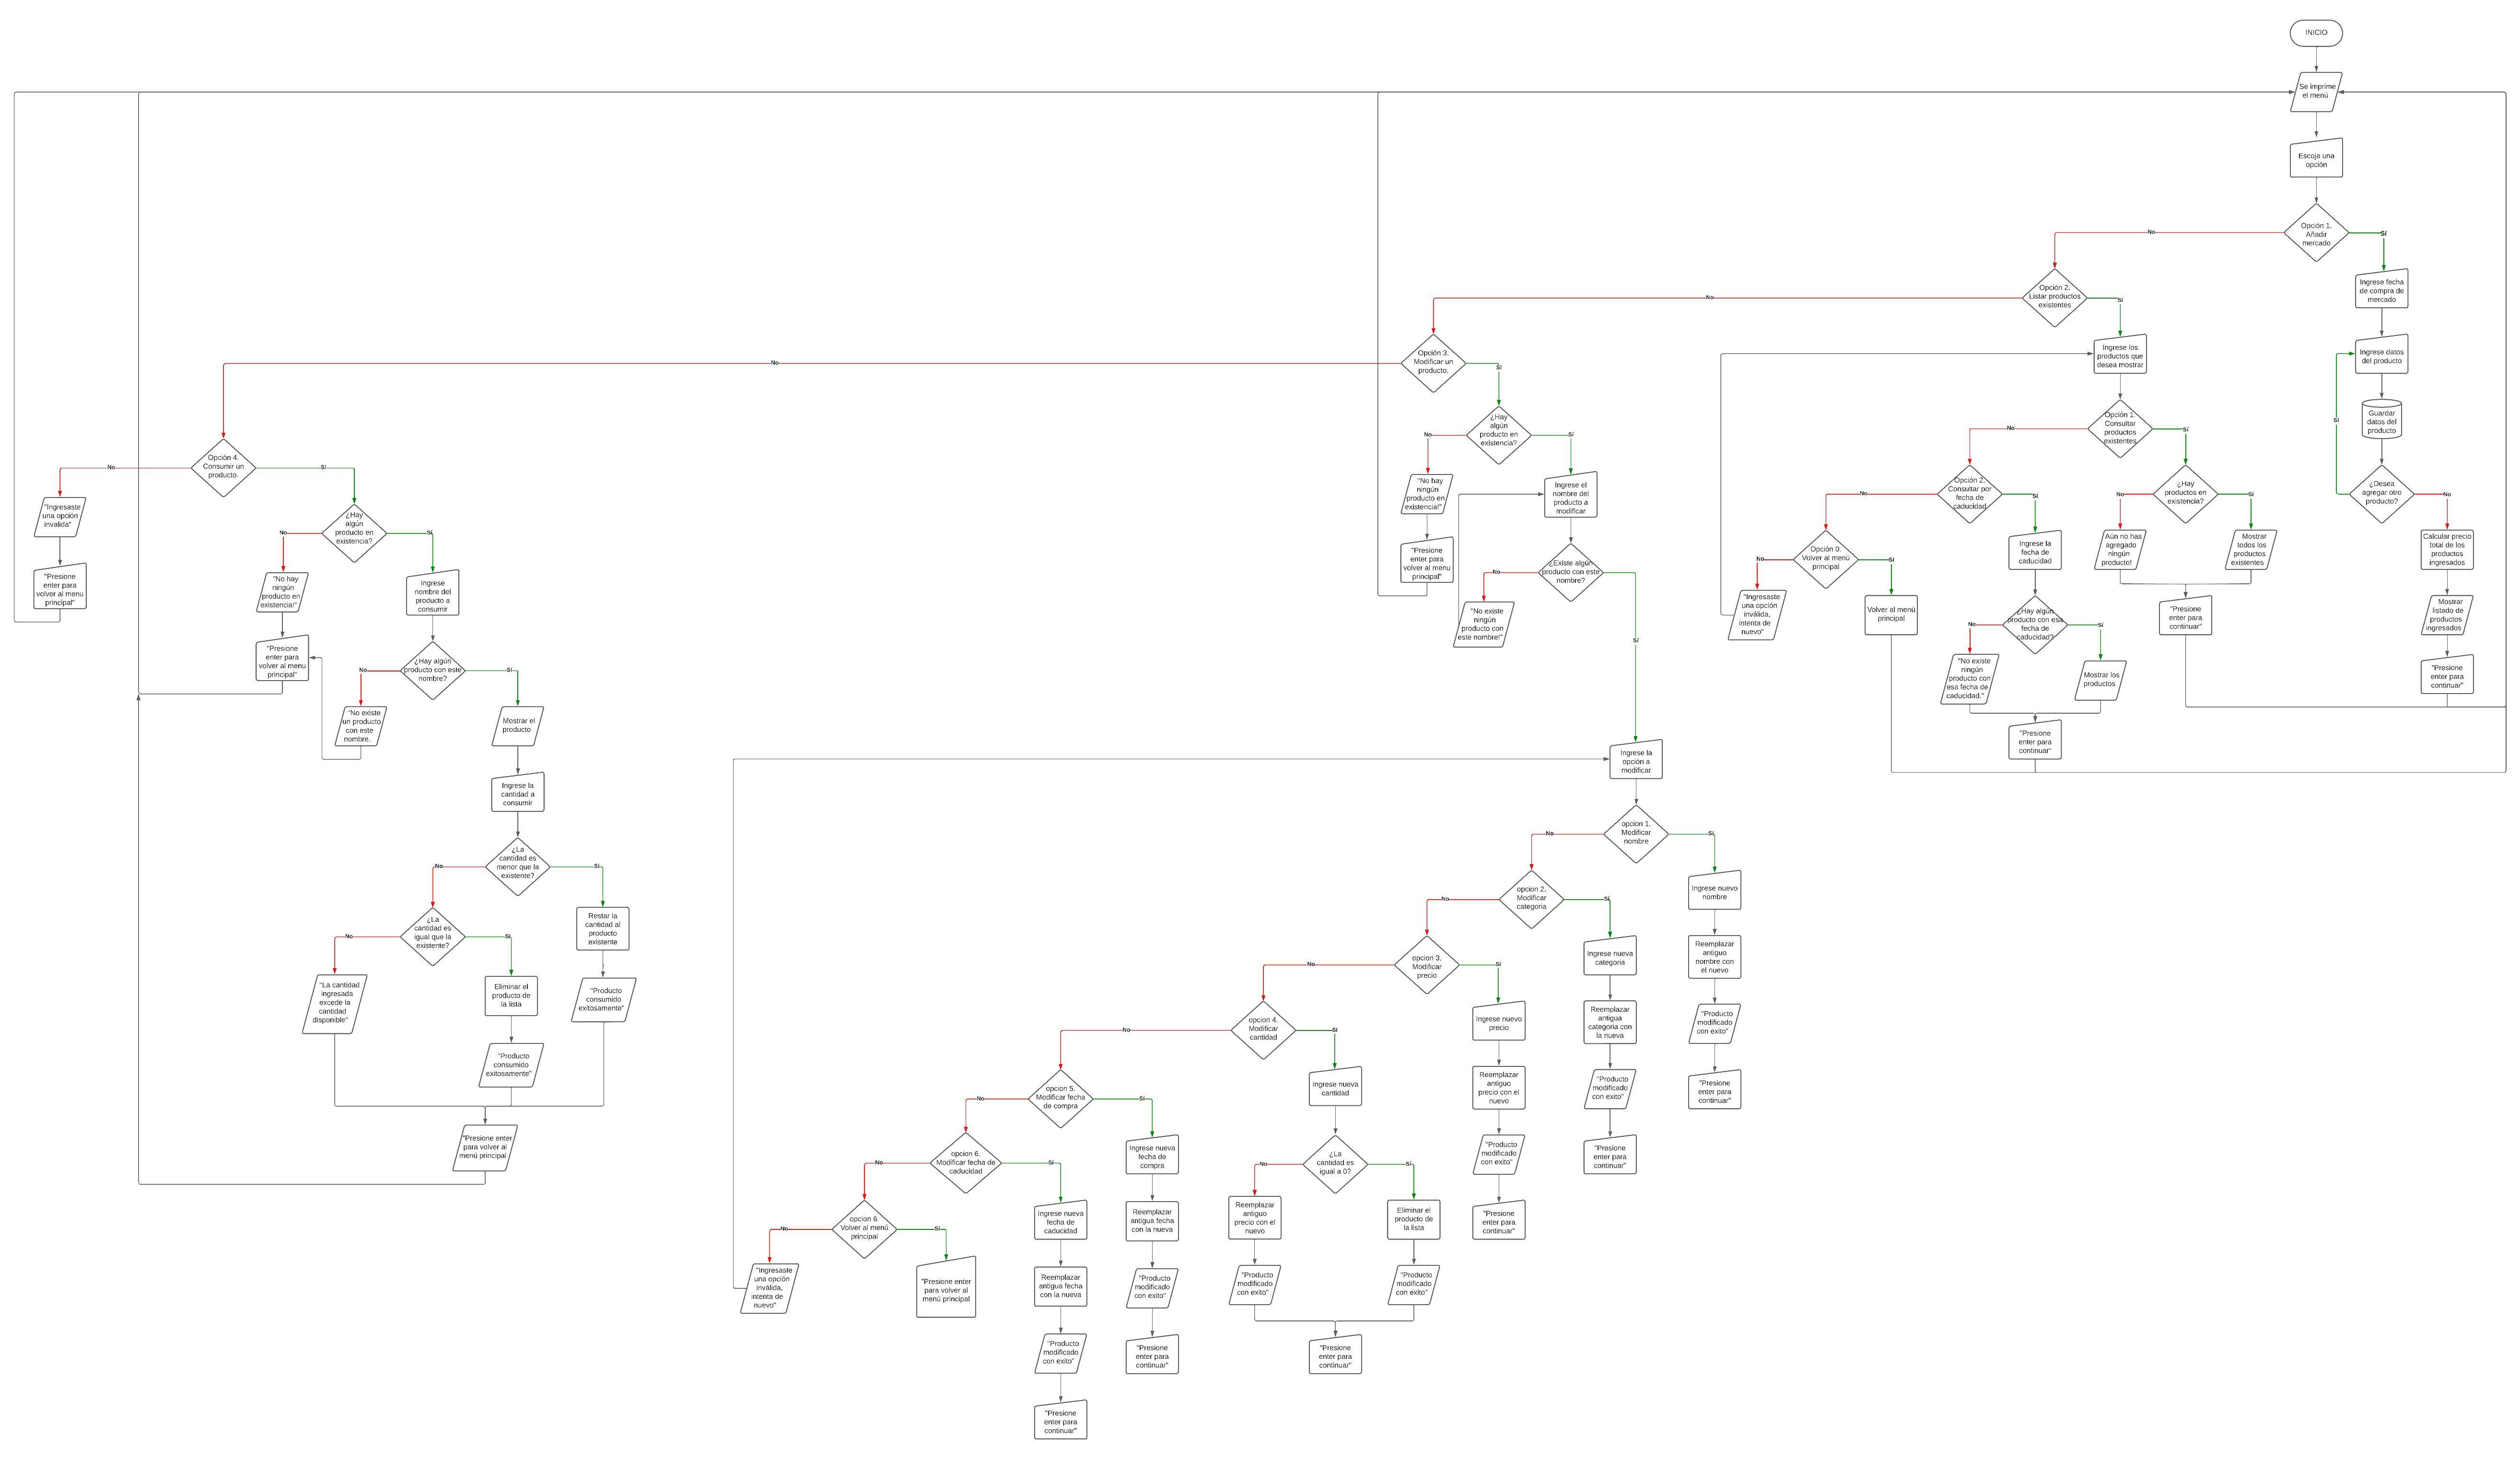 INICIO
Se imprime
el menú
Escoja una
opción
Opción 1.
Añadir
mercado
No
Sí
Ingrese fecha
de compra de
mercado
Ingrese datos
del producto
Guardar
datos del
producto
¿Desea
agregar otro
producto?
Sí
No
Calcular precio
total de los
productos
ingresados
Mostrar
listado de
productos
ingresados
"Presione
enter para
continuar"
Opción 2.
Listar productos
existentes
No
Sí
Ingrese los
productos que
desea mostrar
Opción 1.
Consultar
productos
existentes
No
Sí
¿Hay
productos en
existencia?
No
Sí
Aún no has
agregado
ningún
producto!
Mostrar
todos los
productos
existentes
"Presione
enter para
continuar"
Opción 2.
Consultar por
fecha de
caducidad
No
Sí
Ingrese la
fecha de
caducidad
¿Hay algún
producto con esa
fecha de
caducidad?
No
Sí
"No existe
ningún
producto con
esa fecha de
caducidad."
Mostrar los
productos
"Presione
enter para
continuar"
Opción 0.
Volver al menú
principal
No
Sí
"Ingresaste
una opción
inválida,
intenta de
nuevo"
Volver al menú
principal
Opción 3.
Modificar un
producto.
No
Sí
¿Hay
algún
producto en
existencia?
No
Sí
"No hay
ningún
producto en
existencia!"
"Presione
enter para
volver al menu
principal"
Ingrese el
nombre del
producto a
modificar
¿Existe algún
producto con este
nombre?
No
Sí
"No existe
ningún
producto con
este nombre!"
Ingrese la
opción a
modificar
opcion 1.
Modificar
nombre
No
Sí
Ingrese nuevo
nombre
Reemplazar
antiguo
nombre con
el nuevo
"Producto
modificado
con exito"
"Presione
enter para
continuar"
opcion 2.
Modificar
categoria
No
Sí
Ingrese nueva
categoria
Reemplazar
antigua
categoria con
la nueva
"Producto
modificado
con exito"
"Presione
enter para
continuar"
opcion 3.
Modificar
precio
No
Sí
Ingrese nuevo
precio
Reemplazar
antiguo
precio con el
nuevo
"Producto
modificado
con exito"
"Presione
enter para
continuar"
opcion 4.
Modificar
cantidad
No
Sí
Ingrese nueva
cantidad
¿La
cantidad es
igual a 0?
No
Sí
Reemplazar
antiguo
precio con el
nuevo
"Producto
modificado
con exito"
Eliminar el
producto de
la lista
"Producto
modificado
con exito"
"Presione
enter para
continuar"
opcion 5.
Modificar fecha
de compra
No
Sí
Ingrese nueva
fecha de
compra
Reemplazar
antigua fecha
con la nueva
"Producto
modificado
con exito"
"Presione
enter para
continuar"
opcion 6.
Modificar fecha de
caducidad
No
Sí
Ingrese nueva
fecha de
caducidad
Reemplazar
antigua fecha
con la nueva
"Producto
modificado
con exito"
"Presione
enter para
continuar"
opcion 6.
Volver al menú
principal
No
Sí
"Ingresaste
una opción
inválida,
intenta de
nuevo"
"Presione enter
para volver al
menú principal
Opción 4.
Consumir un
producto.
No
Sí
"Ingresaste
una opción
invalida"
"Presione
enter para
volver al menu
principal"
¿Hay
algún
producto en
existencia?
No
Sí
"No hay
ningún
producto en
existencia!"
"Presione
enter para
volver al menu
principal"
Ingrese
nombre del
producto a
consumir
¿Hay algún
producto con este
nombre?
No
Sí
"No existe
un producto
con este
nombre.
Mostrar el
producto
Ingrese la
cantidad a
consumir
¿La
cantidad es
menor que la
existente?
No
Sí
Restar la
cantidad al
producto
existente
"Producto
consumido
exitosamente"
¿La
cantidad es
igual que la
existente?
No
Sí
"La cantidad
ingresada
excede la
cantidad
disponible"
Eliminar el
producto de
la lista
"Producto
consumido
exitosamente"
"Presione enter
para volver al
menú principal